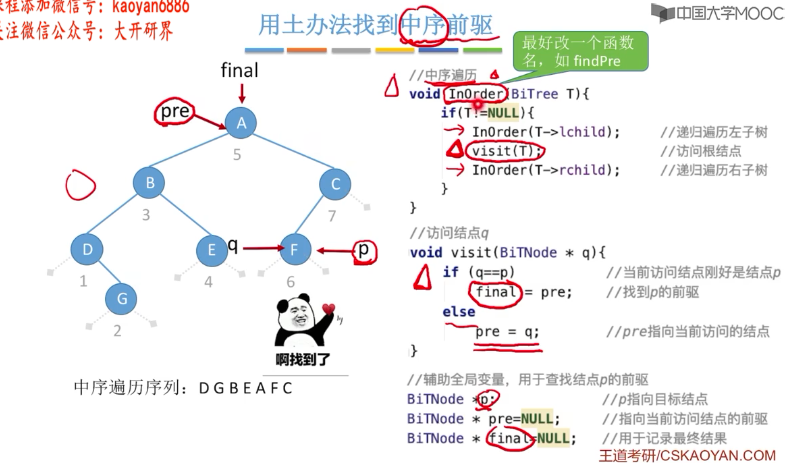 课程添加微信号：kaoyan6886
关注微信公众号：大开研界
中国大学MOOC
用土办法找到中序前驱
最好改一个函数
名，如 findPre
final
pre
A
5
B
3
C
7
D
1
E
4
q
F
6
p
G
2
啊找到了
中序遍历序列：D G B E A F C
//中序遍历
void InOrder(BiTree T){
if(T!=NULL){
InOrder(T->lchild); //递归遍历左子树
visit(T); //访问根结点
InOrder(T->rchild); //递归遍历右子树
}
}
//访问结点q
void visit(BiTNode * q){
if (q==p) //当前访问结点刚好是结点p
final = pre; //找到p的前驱
else
pre = q; //pre指向当前访问的结点
}
//辅助全局变量，用于查找结点p的前驱
BiTNode *p; //p指向目标结点
BiTNode * pre=NULL; //指向当前访问结点的前驱
BiTNode * final=NULL; //用于记录最终结果
王道考研/CSKAOYAN.COM